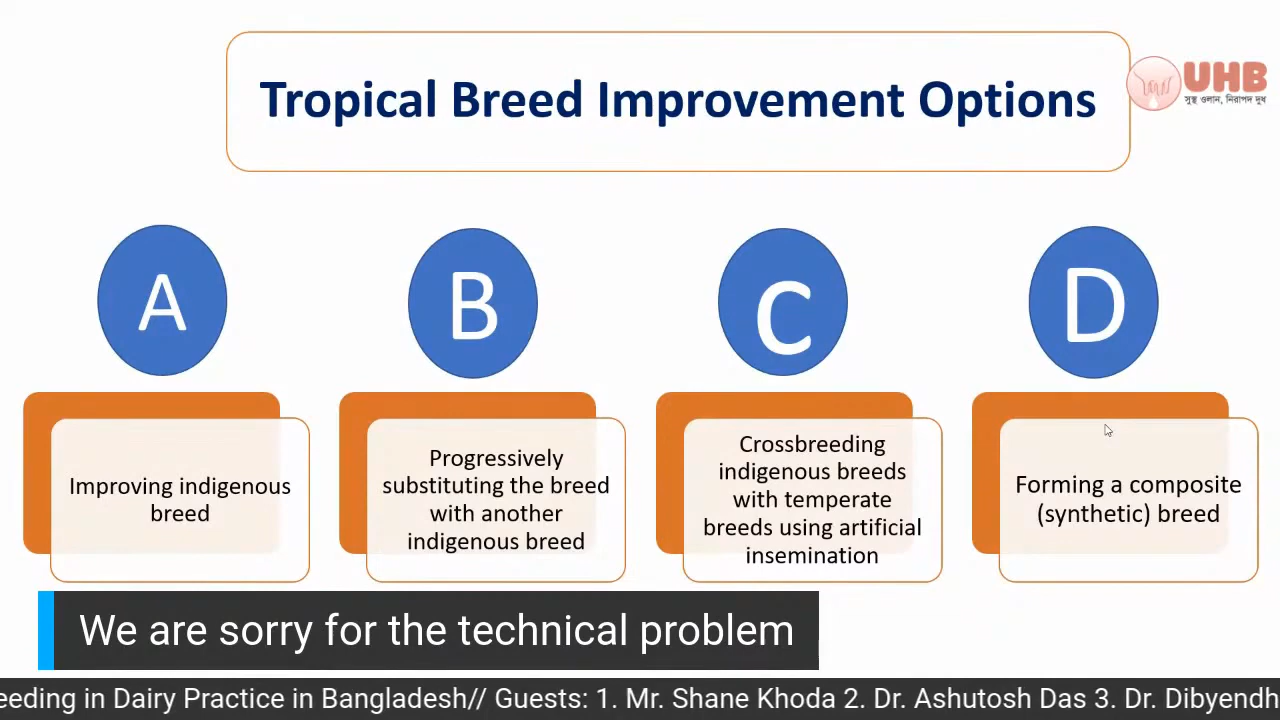 Tropical Breed Improvement Options
UHB
সুস্থ ওলান, নিরাপদ দুধ
A
B
C
D
Improving indigenous
breed
Progressively
substituting the breed
with another
indigenous breed
Crossbreeding
indigenous breeds
with temperate
breeds using artificial
insemination
Forming a composite
(synthetic) breed
We are sorry for the technical problem
eeding in Dairy Practice in Bangladesh// Guests: 1. Mr. Shane Khoda 2. Dr. Ashutosh Das 3. Dr. Dibyendh